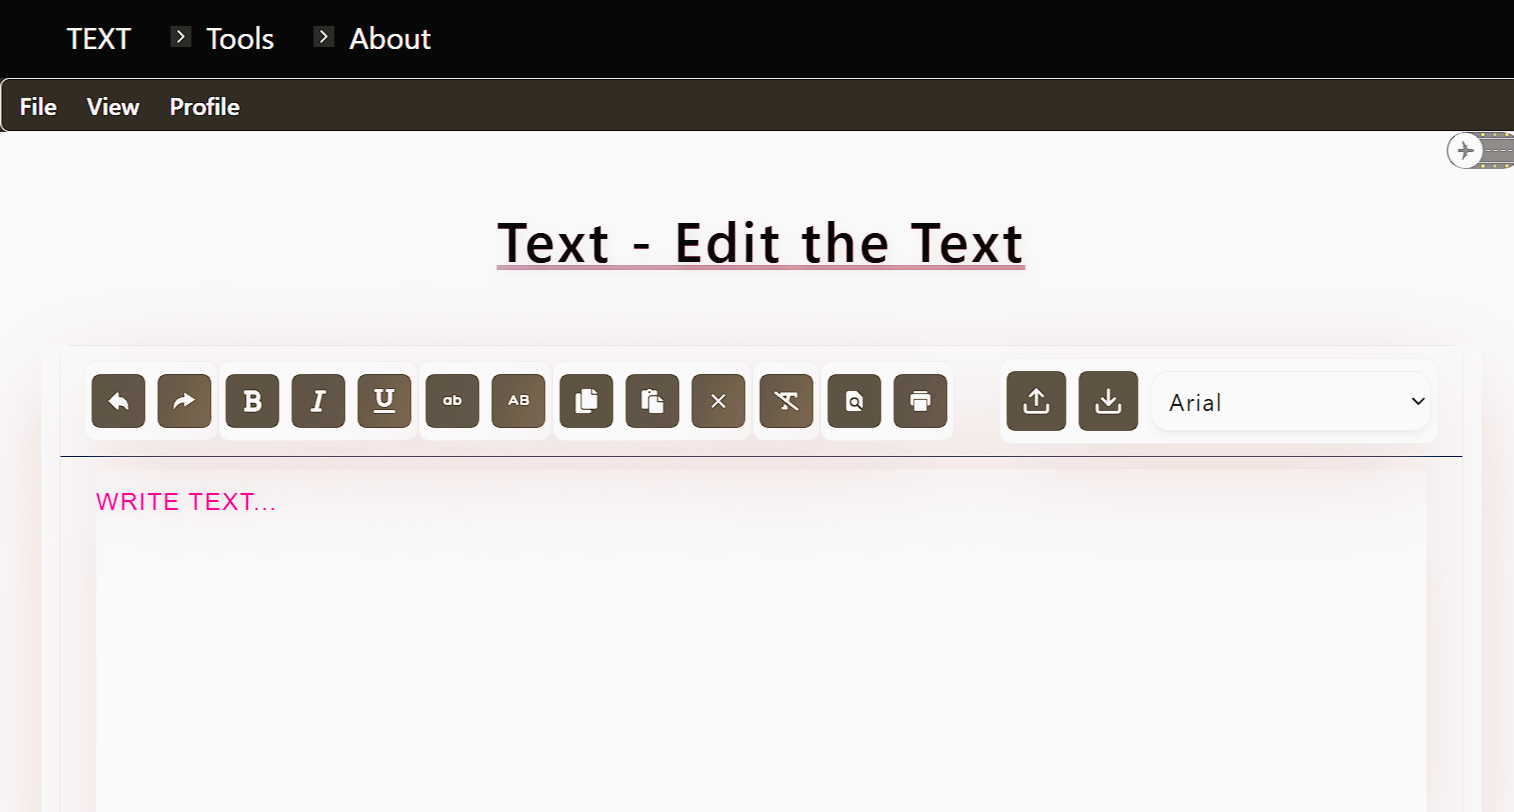 TEXT Tools About
File View Profile
Text - Edit the Text
B I U ab AB Arial
WRITE TEXT...